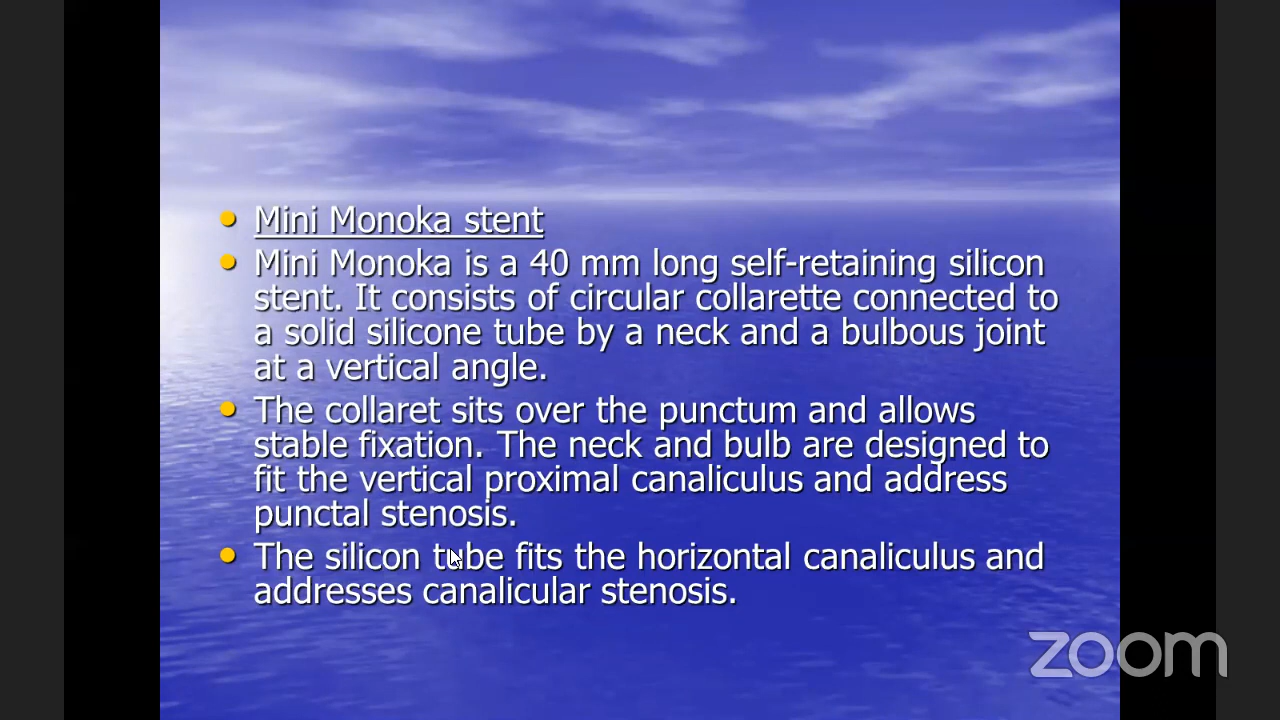 Mini Monoka stent
Mini Monoka is a 40 mm long self-retaining silicon
stent. It consists of circular collarette connected to
a solid silicone tube by a neck and a bulbous joint
at a vertical angle.
The collaret sits over the punctum and allows
stable fixation. The neck and bulb are designed to
fit the vertical proximal canaliculus and address
punctal stenosis.
The silicon tube fits the horizontal canaliculus and
addresses canalicular stenosis.
zoom